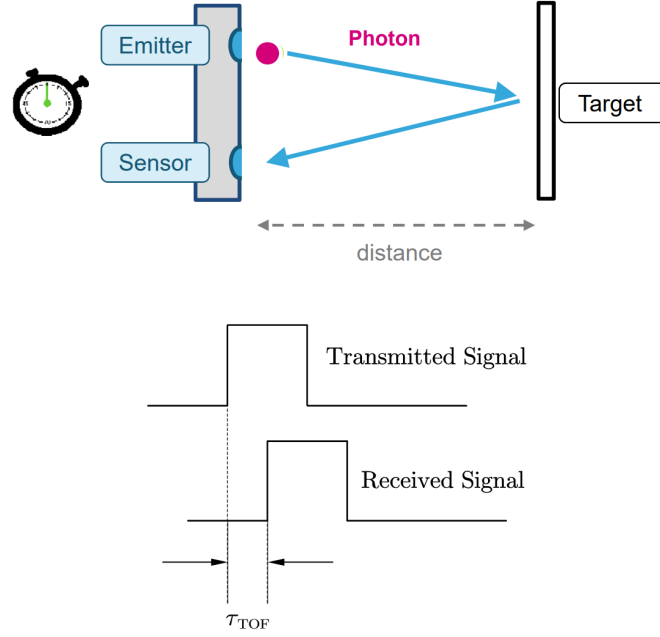 Emitter
Photon
Target
Sensor
distance
Transmitted Signal
Received Signal
τTOF